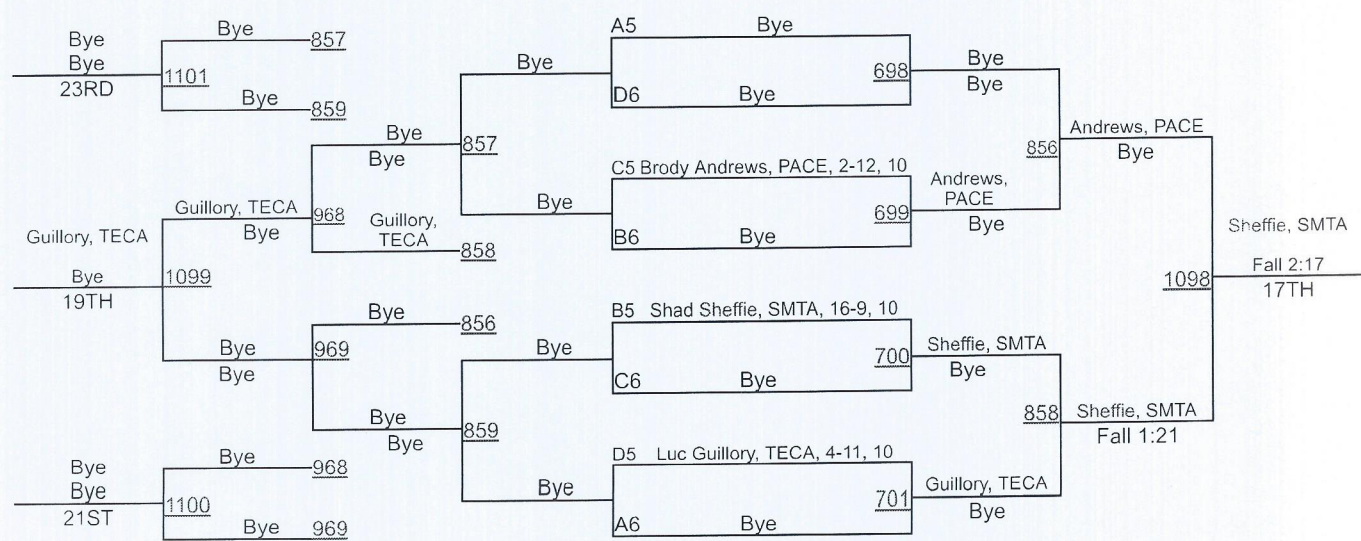 Bye
Bye
23RD
1101
Bye
857
Bye
859
Guillory, TECA
Bye
19TH
1099
Guillory, TECA
Bye
968
Bye
Bye
857
Guillory,
TECA
858
Bye
Bye
969
Bye
856
Bye
Bye
859
Bye
Bye
21ST
1100
Bye
968
Bye
969
Bye
Bye
Bye
Bye
A5
Bye
D6
Bye
698
C5 Brody Andrews, PACE, 2-12, 10
B6
Bye
699
B5 Shad Sheffie, SMTA, 16-9, 10
C6
Bye
700
D5 Luc Guillory, TECA, 4-11, 10
A6
Bye
701
Bye
Bye
Andrews,
PACE
Bye
856
Sheffie, SMTA
Bye
Guillory, TECA
Bye
858
Andrews, PACE
Bye
Sheffie, SMTA
Fall 1:21
1098
Sheffie, SMTA
Fall 2:17
17TH